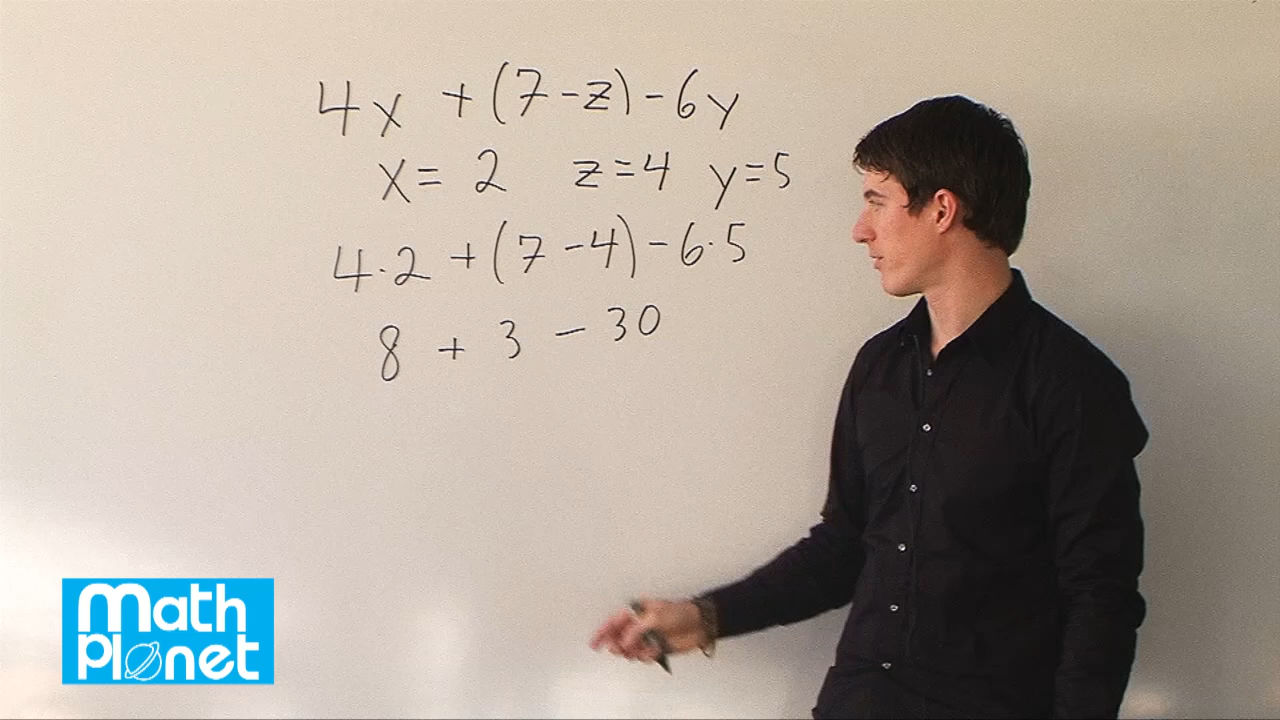 4x + (7 - z) - 6y
x = 2 z = 4 y = 5
4 · 2 + (7 - 4) - 6 · 5
8 + 3 - 30
Math
Planet